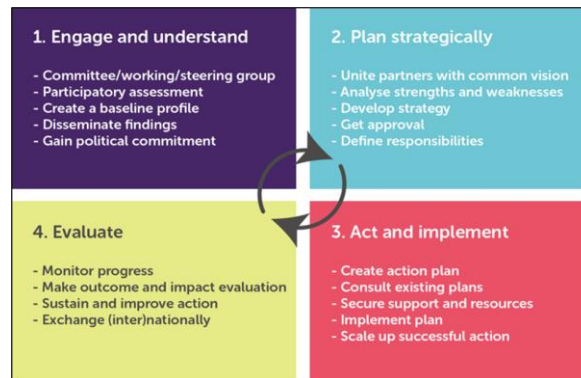 1. Engage and understand
- Committee/working/steering group
- Participatory assessment
- Create a baseline profile
- Disseminate findings
- Gain political commitment
2. Plan strategically
- Unite partners with common vision
- Analyse strengths and weaknesses
- Develop strategy
- Get approval
- Define responsibilities
4. Evaluate
- Monitor progress
- Make outcome and impact evaluation
- Sustain and improve action
- Exchange (inter)nationally
3. Act and implement
- Create action plan
- Consult existing plans
- Secure support and resources
- Implement plan
- Scale up successful action